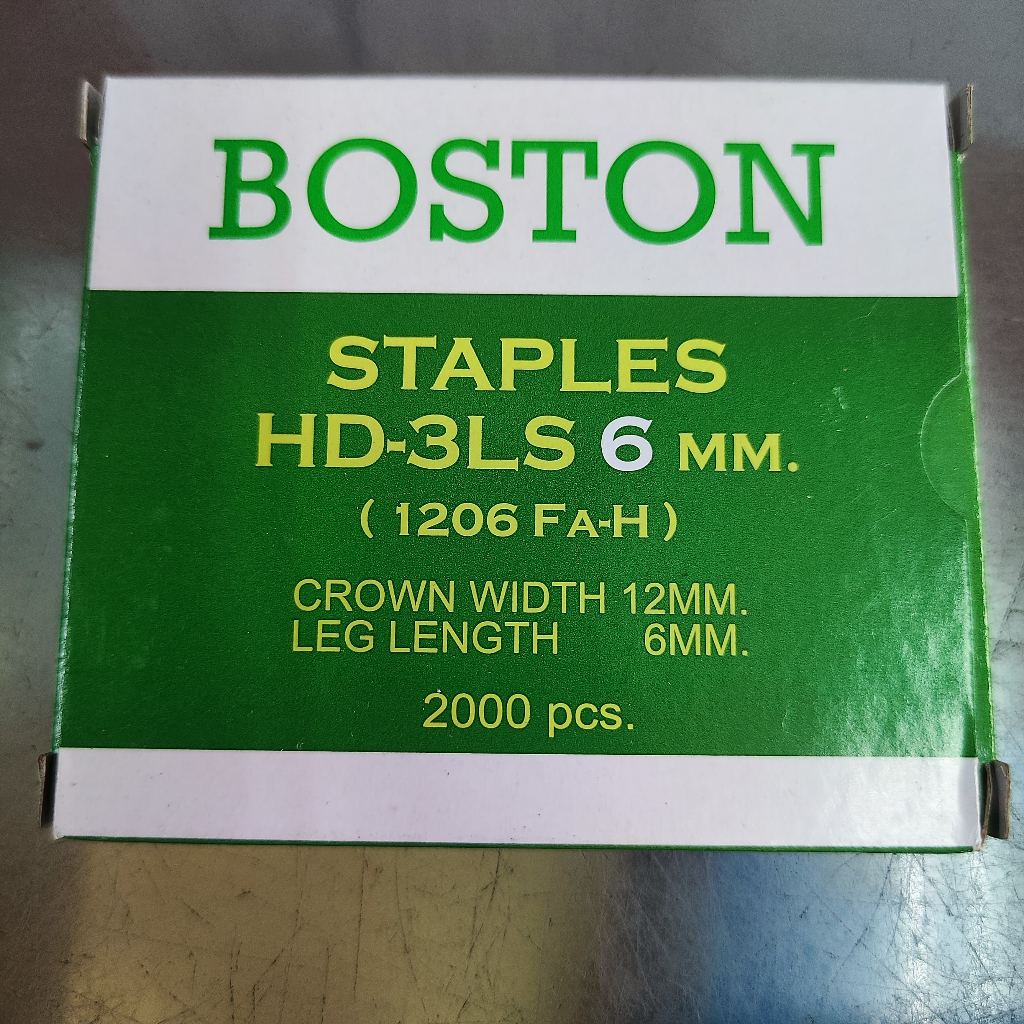 BOSTON
STAPLES
HD-3LS 6 MM.
( 1206 FA-H )
CROWN WIDTH 12MM.
LEG LENGTH 6MM.
2000 pcs.